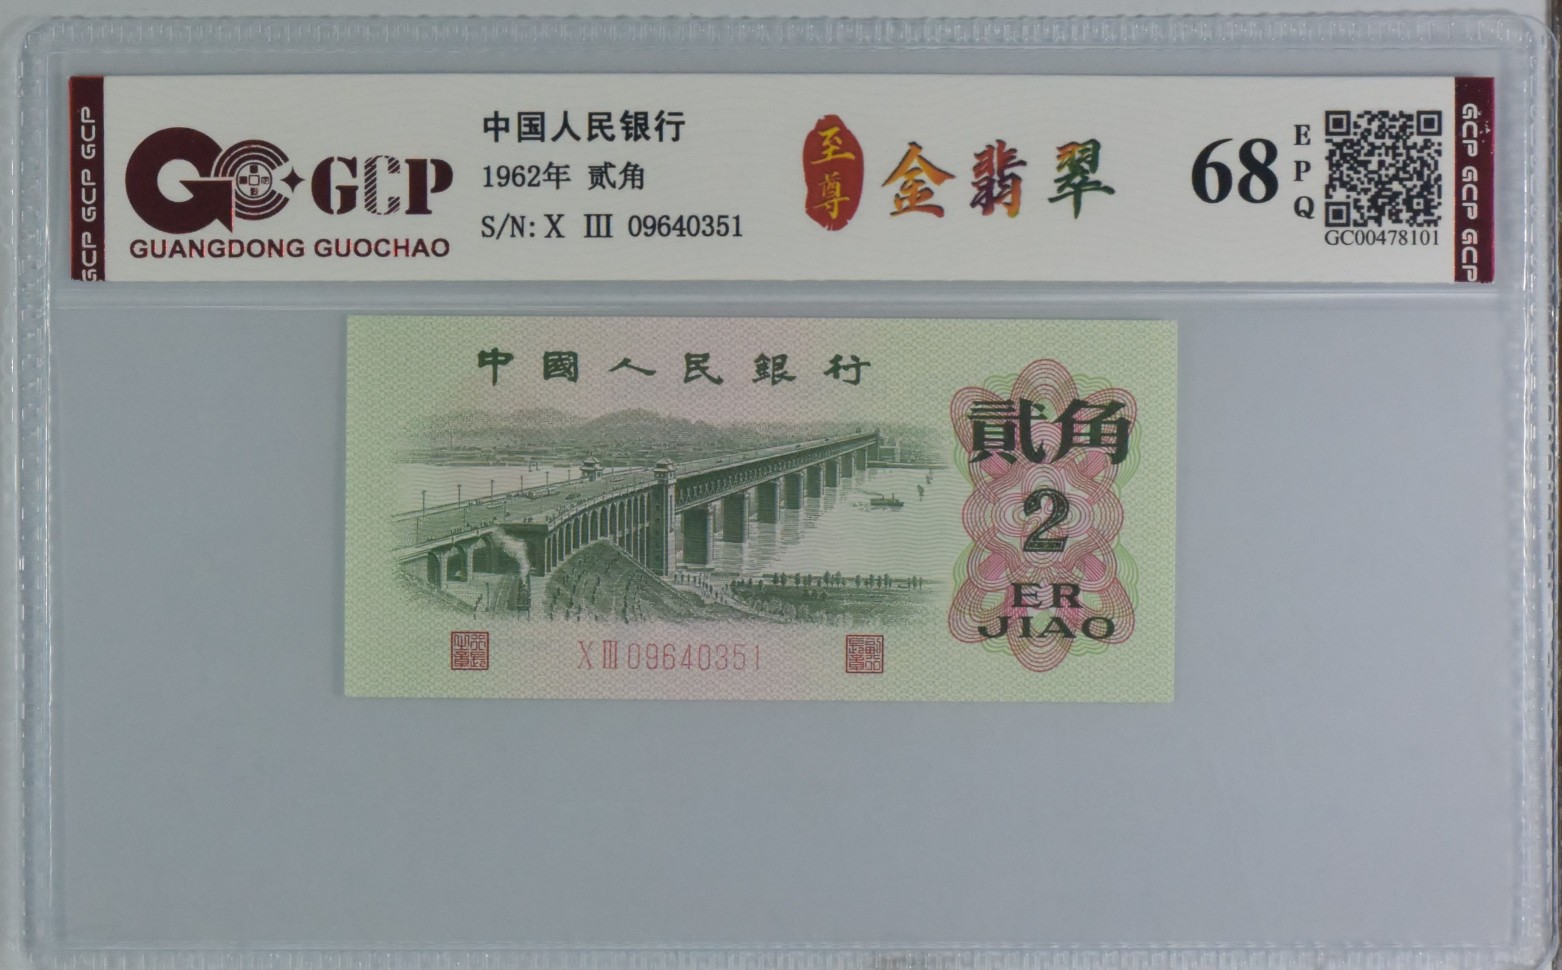 GCP GCP GCP
GCP
GUANGDONG GUOCHAO
中国人民银行
1962年 贰角
S/N: X Ⅲ 09640351
至尊
金翡翠
68
EPQ
GC00478101
GCP GCP GCP
中國人民銀行
貳角
2
ER
JIAO
X Ⅲ 09640351